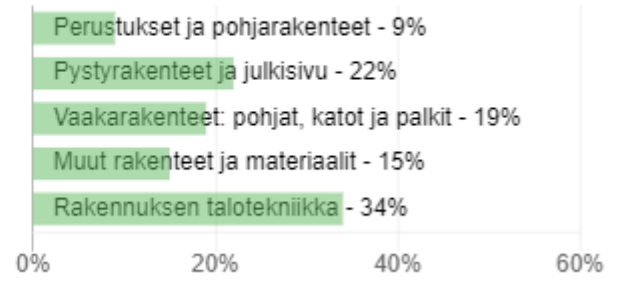 Perustukset ja pohjarakenteet - 9%
Pystyrakenteet ja julkisivu - 22%
Vaakarakenteet: pohjat, katot ja palkit - 19%
Muut rakenteet ja materiaalit - 15%
Rakennuksen talotekniikka - 34%
0% 20% 40% 60%